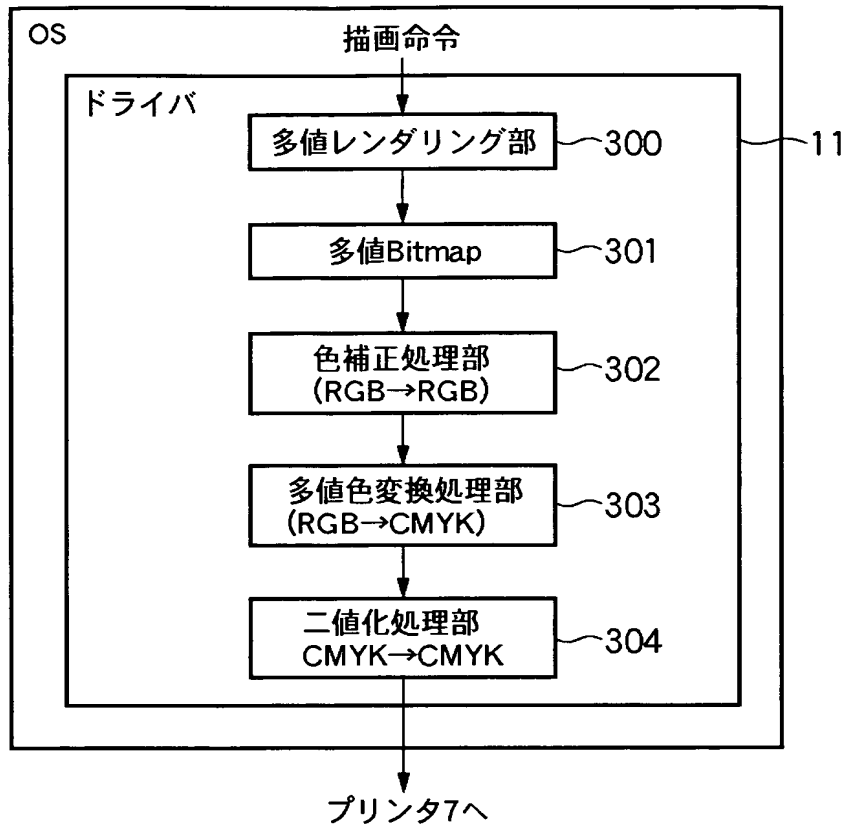 OS
描画命令
ドライバ
多値レンダリング部
300
11
多値Bitmap
301
色補正処理部
(RGB→RGB)
302
多値色変換処理部
(RGB→CMYK)
303
二値化処理部
CMYK→CMYK
304
プリンタ7へ